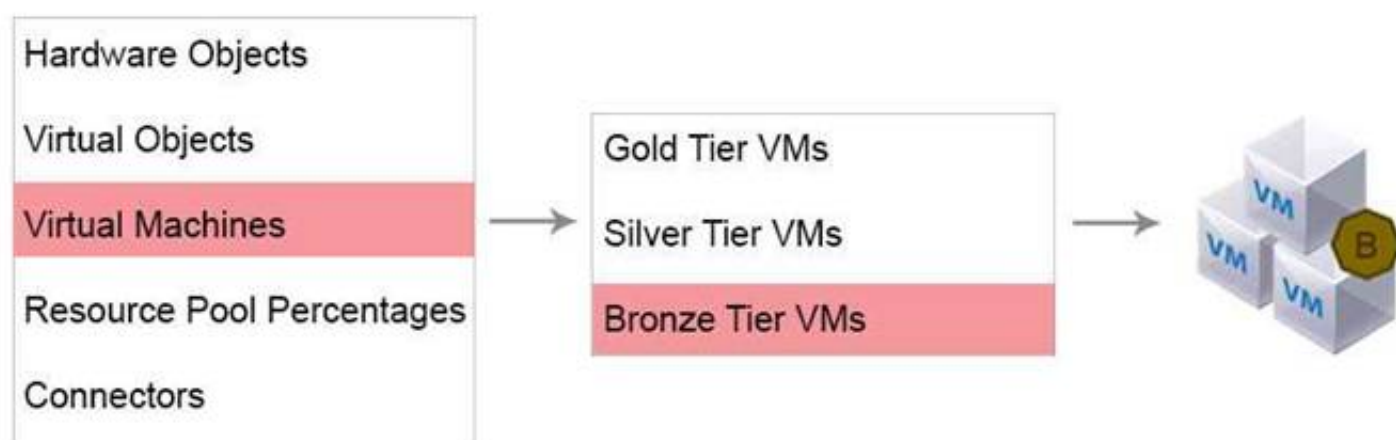 Hardware Objects
Virtual Objects
Virtual Machines
Resource Pool Percentages
Connectors
Gold Tier VMs
Silver Tier VMs
Bronze Tier VMs
VM
VM
VM
B